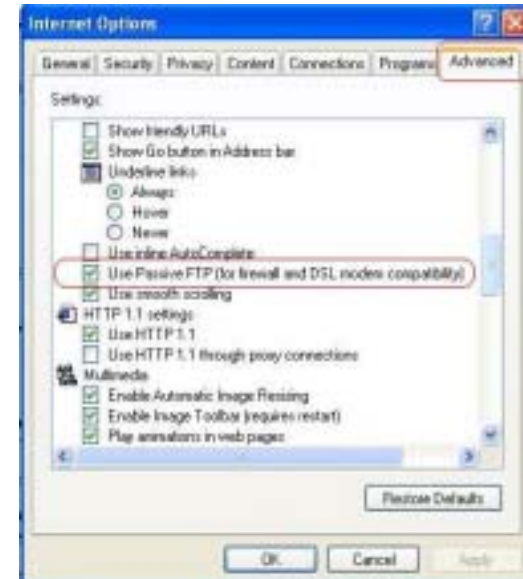 Internet Options
General Security Privacy Content Connections Programs Advanced
Settings:
Show friendly URLs
Show Go button in Address bar
Underline links
Always
Hover
Never
Use inline AutoComplete
Use Passive FTP (for firewall and DSL modem compatibility)
Use smooth scrolling
HTTP 1.1 settings
Use HTTP 1.1
Use HTTP 1.1 through proxy connections
Multimedia
Enable Automatic Image Resizing
Enable Image Toolbar (requires restart)
Play animations in web pages
Restore Defaults
OK Cancel Apply